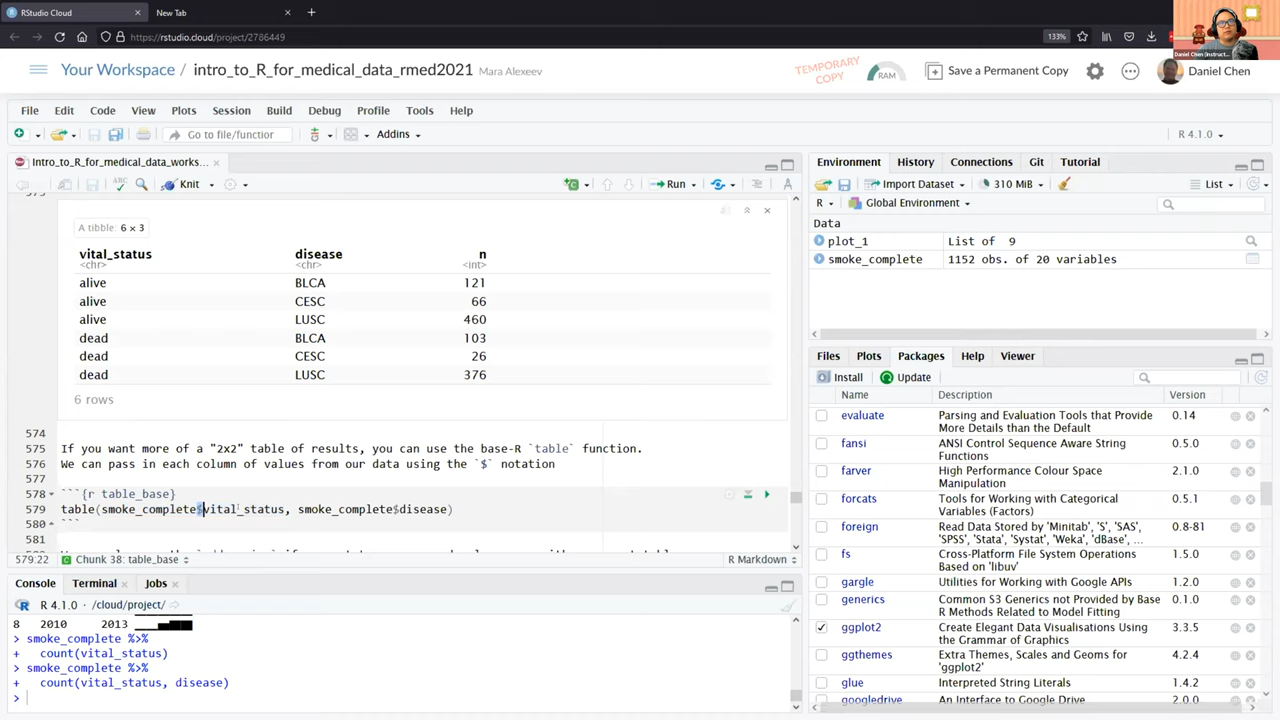 RStudio Cloud
New Tab
https://rstudio.cloud/project/2786449
133%
Daniel Chen
Your Workspace / intro_to_R_for_medical_data_rmed2021 Mara Alexeev
TEMPORARY COPY
RAM
Save a Permanent Copy
Daniel Chen
File Edit Code View Plots Session Build Debug Profile Tools Help
Go to file/function
Addins
R 4.1.0
Intro_to_R_for_medical_data_works...
ABC
Knit
Run
573
A tibble: 6 × 3
vital_status disease n
<chr> <chr> <int>
alive BLCA 121
alive CESC 66
alive LUSC 460
dead BLCA 103
dead CESC 26
dead LUSC 376
6 rows
574
575 If you want more of a "2x2" table of results, you can use the base-R `table` function.
576 We can pass in each column of values from our data using the `$` notation
577
578 ```{r table_base}
579 table(smoke_complete$vital_status, smoke_complete$disease)
580 ```
581
579:22 Chunk 38: table_base R Markdown
Console Terminal Jobs
R 4.1.0 · /cloud/project/
8 2010 2013
> smoke_complete %>%
+ count(vital_status)
> smoke_complete %>%
+ count(vital_status, disease)
>
Environment History Connections Git Tutorial
Import Dataset 310 MiB List
R Global Environment
Data
plot_1 List of 9
smoke_complete 1152 obs. of 20 variables
Files Plots Packages Help Viewer
Install Update
Name Description Version
evaluate Parsing and Evaluation Tools that Provide More Details than the Default 0.14
fansi ANSI Control Sequence Aware String Functions 0.5.0
farver High Performance Colour Space Manipulation 2.1.0
forcats Tools for Working with Categorical Variables (Factors) 0.5.1
foreign Read Data Stored by 'Minitab', 'S', 'SAS', 'SPSS', 'Stata', 'Systat', 'Weka', 'dBase', ... 0.8-81
fs Cross-Platform File System Operations Based on 'libuv' 1.5.0
gargle Utilities for Working with Google APIs 1.2.0
generics Common S3 Generics not Provided by Base R Methods Related to Model Fitting 0.1.0
ggplot2 Create Elegant Data Visualisations Using the Grammar of Graphics 3.3.5
ggthemes Extra Themes, Scales and Geoms for 'ggplot2' 4.2.4
glue Interpreted String Literals 1.4.2
googledrive An Interface to Google Drive 2.0.0